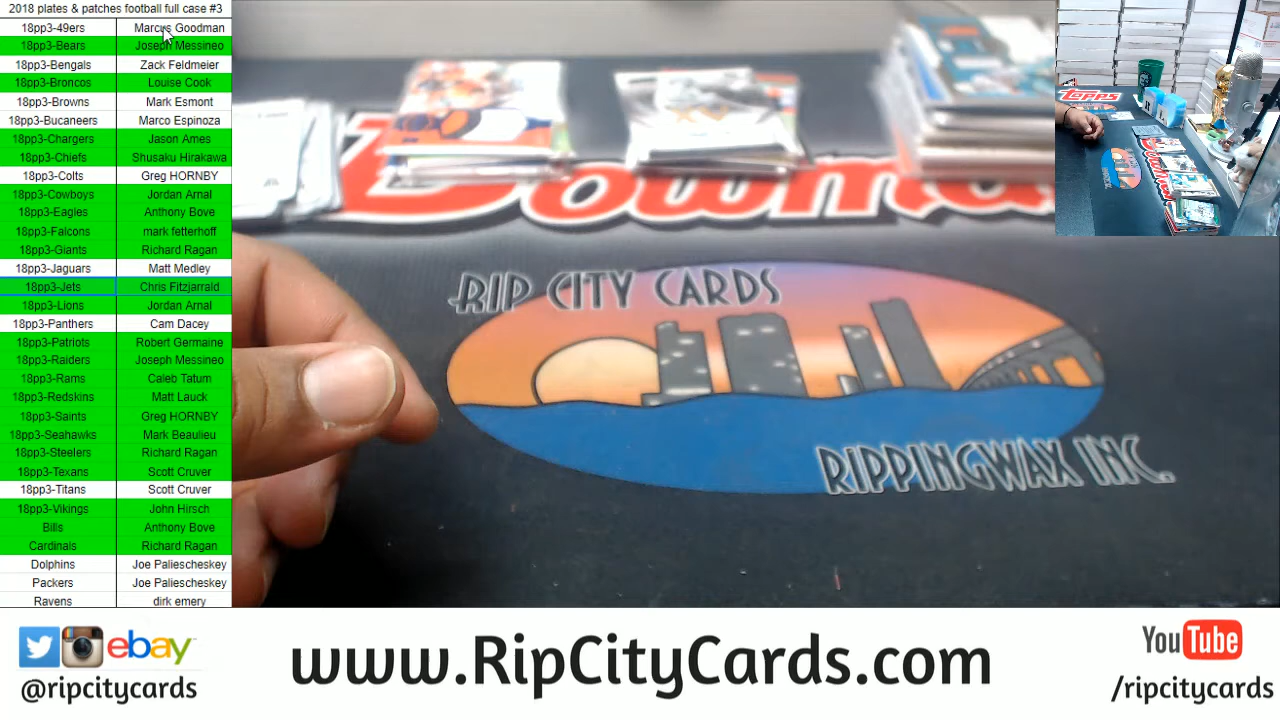 2018 plates & patches football full case #3
18pp3-49ers Marcus Goodman
18pp3-Bears Joseph Messineo
18pp3-Bengals Zack Feldmeier
18pp3-Broncos Louise Cook
18pp3-Browns Mark Esmont
18pp3-Bucaneers Marco Espinoza
18pp3-Chargers Jason Ames
18pp3-Chiefs Shusaku Hirakawa
18pp3-Colts Greg HORNBY
18pp3-Cowboys Jordan Arnal
18pp3-Eagles Anthony Bove
18pp3-Falcons mark fetterhoff
18pp3-Giants Richard Ragan
18pp3-Jaguars Matt Medley
18pp3-Jets Chris Fitzjarrald
18pp3-Lions Jordan Arnal
18pp3-Panthers Cam Dacey
18pp3-Patriots Robert Germaine
18pp3-Raiders Joseph Messineo
18pp3-Rams Caleb Tatum
18pp3-Redskins Matt Lauck
18pp3-Saints Greg HORNBY
18pp3-Seahawks Mark Beaulieu
18pp3-Steelers Richard Ragan
18pp3-Texans Scott Cruver
18pp3-Titans Scott Cruver
18pp3-Vikings John Hirsch
Bills Anthony Bove
Cardinals Richard Ragan
Dolphins Joe Paliescheskey
Packers Joe Paliescheskey
Ravens dirk emery
Topps
Bowma
Bowma
RIP CITY CARDS
RIPPINGWAX INC.
ebay
@ripcitycards
www.RipCityCards.com
YouTube
/ripcitycards